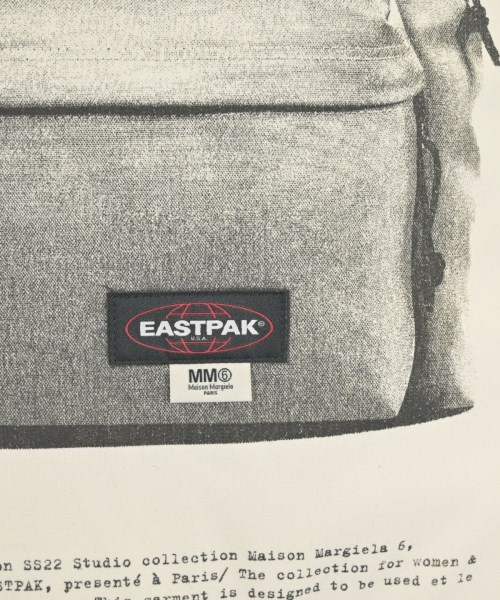 EASTPAK®
U.S.A.
MM⑥
Maison Margiela
PARIS
on SS22 Studio collection Maison Margiela 6,
STPAK, presenté à Paris/ The collection for women &
This garment is designed to be used et le